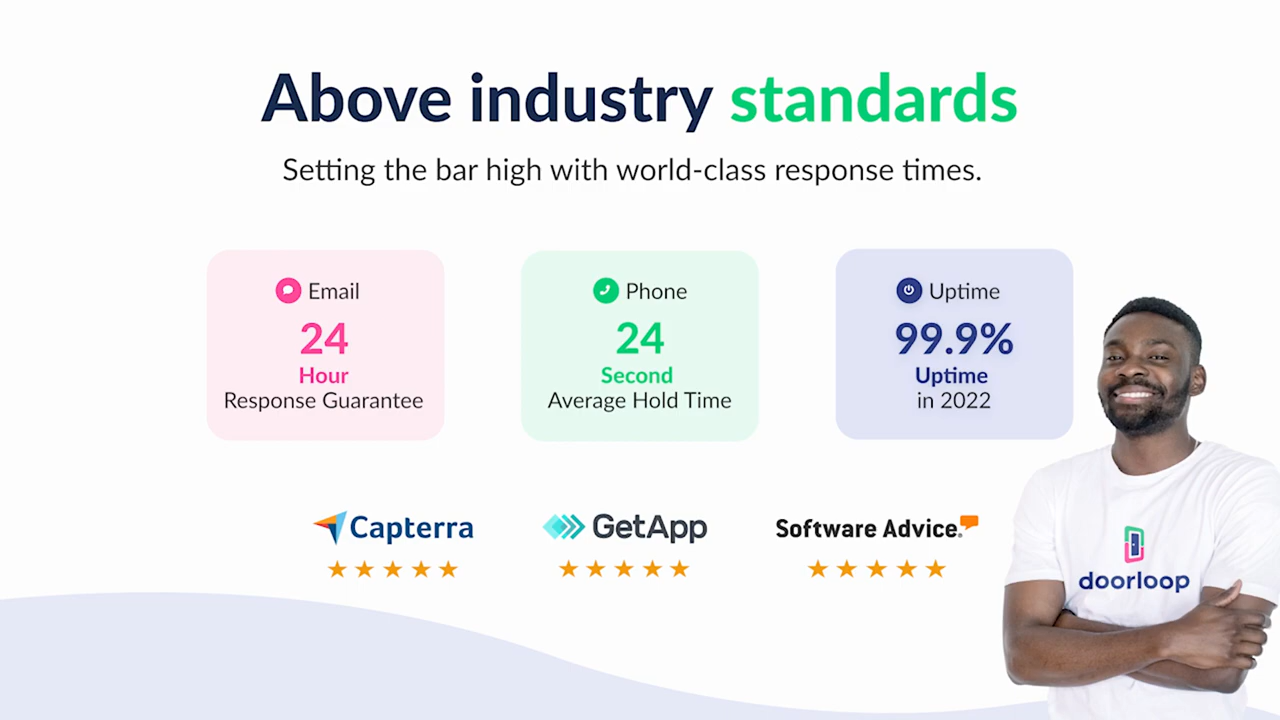 Above industry standards
Setting the bar high with world-class response times.
Email
24
Hour
Response Guarantee
Phone
24
Second
Average Hold Time
Uptime
99.9%
Uptime
in 2022
Capterra
GetApp
Software Advice.
doorloop